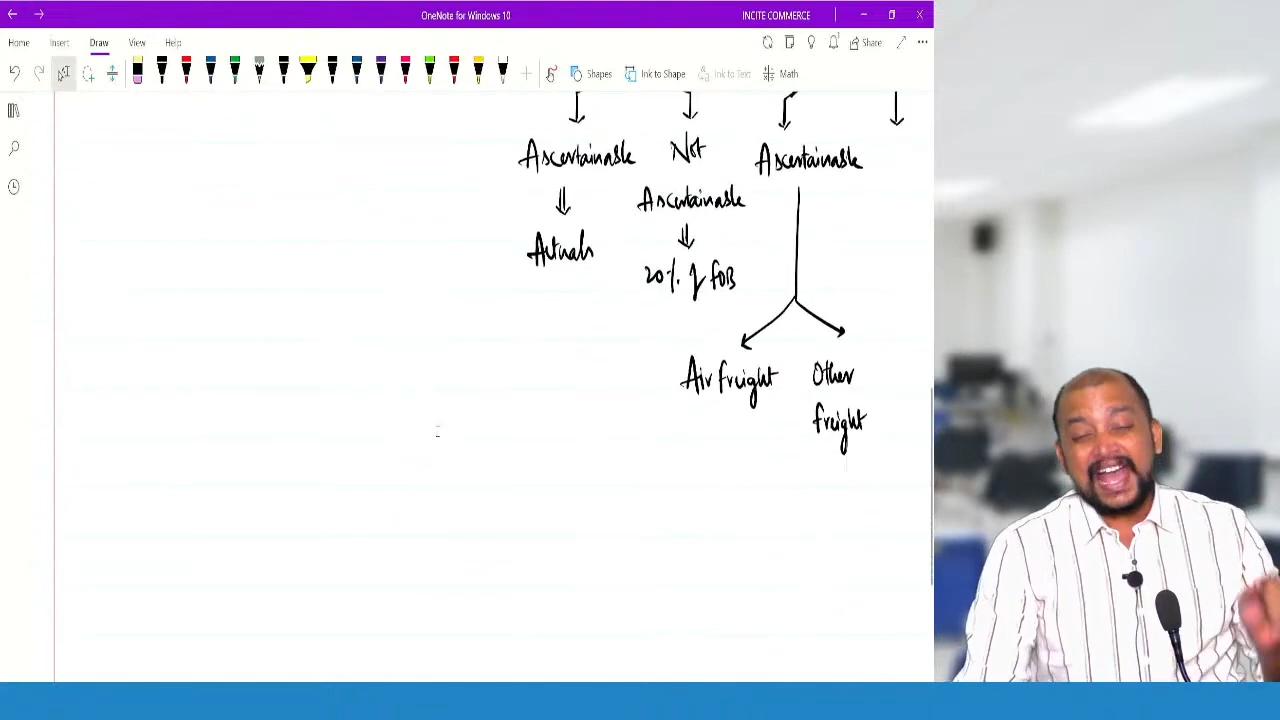 OneNote for Windows 10
INCITE COMMERCE
Home Insert Draw View Help
Share
Shapes Ink to Shape Ink to Text Math
Ascertainable
Actuals
Not
Ascertainable
20% of FOB
Ascertainable
Air freight
Other
freight